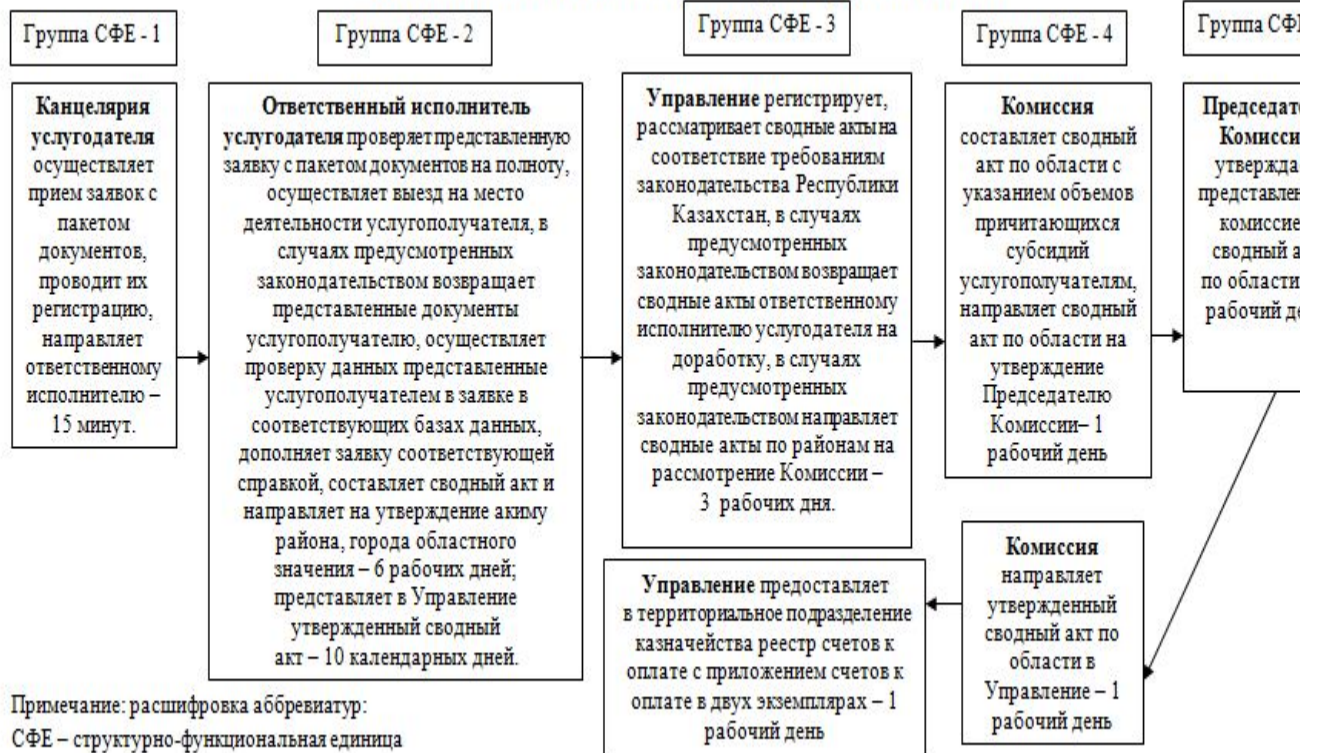 Группа СФЕ - 1
Группа СФЕ - 2
Группа СФЕ - 3
Группа СФЕ - 4
Группа
Канцелярия
услугодателя
осуществляет
прием заявок с
пакетом
документов,
проводит их
регистрацию,
направляет
ответственному
исполнителю –
15 минут.
Ответственный исполнитель
услугодателя проверяет представленную
заявку с пакетом документов на полноту,
осуществляет выезд на место
деятельности услугополучателя, в
случаях предусмотренных
законодательством возвращает
представленные документы
услугополучателю, осуществляет
проверку данных представленные
услугополучателем в заявке в
соответствующих базах данных,
дополняет заявку соответствующей
справкой, составляет сводный акт и
направляет на утверждение акиму
района, города областного
значения – 6 рабочих дней;
представляет в Управление
утвержденный сводный
акт – 10 календарных дней.
Управление регистрирует,
рассматривает сводные акты на
соответствие требованиям
законодательства Республики
Казахстан, в случаях
предусмотренных
законодательством возвращает
сводные акты ответственному
исполнителю услугодателя на
доработку, в случаях
предусмотренных
законодательством направляет
сводные акты по районам на
рассмотрение Комиссии –
3 рабочих дня.
Комиссия
составляет сводный
акт по области с
указанием объемов
причитающихся
субсидий
услугополучателям,
направляет сводный
акт по области на
утверждение
Председателю
Комиссии– 1
рабочий день
сводный
по области
рабочий
Комиссия
направляет
утвержденный
сводный акт по
области в
Управление – 1
рабочий день
Управление предоставляет
в территориальное подразделение
казначейства реестр счетов к
оплате с приложением счетов к
оплате в двух экземплярах – 1
рабочий день
Примечание: расшифровка аббревиатур:
СФЕ – структурно-функциональная единица